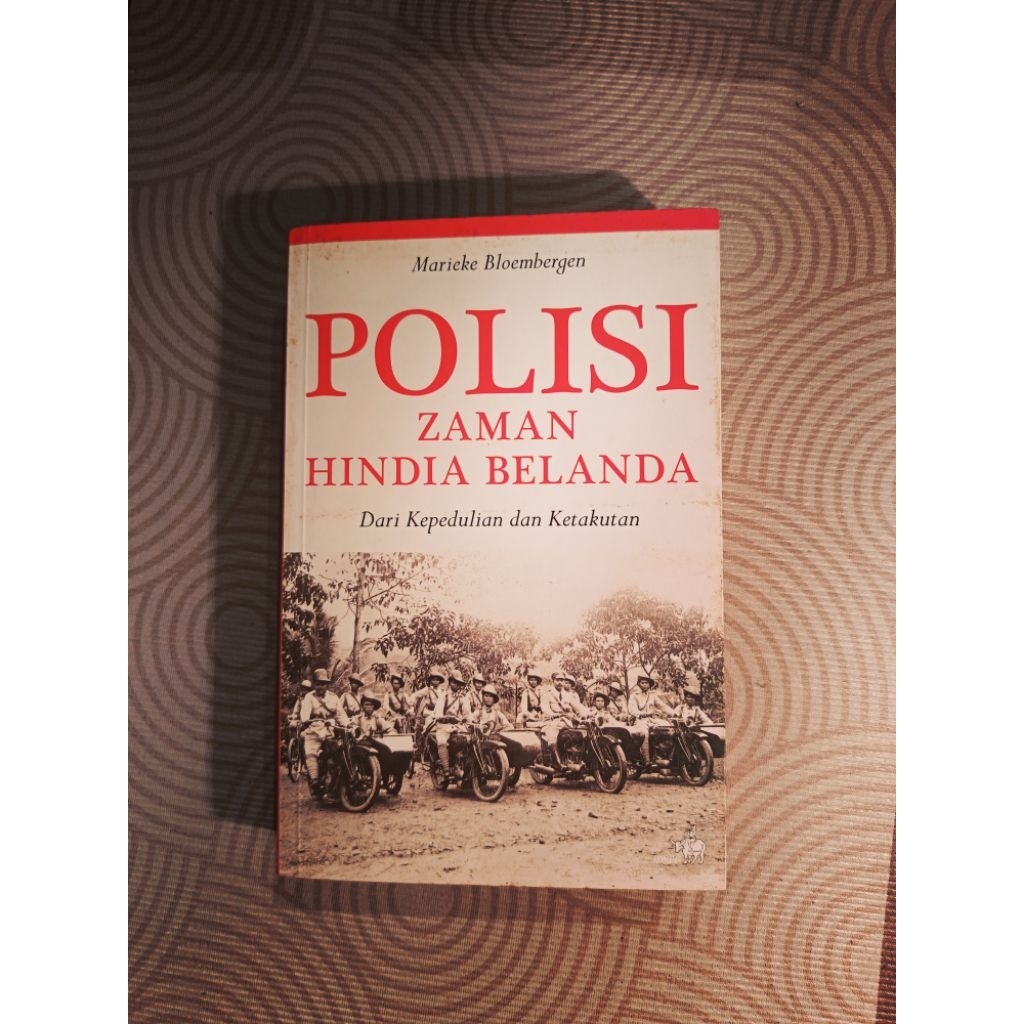 Marieke Bloembergen
POLISI
ZAMAN
HINDIA BELANDA
Dari Kepedulian dan Ketakutan